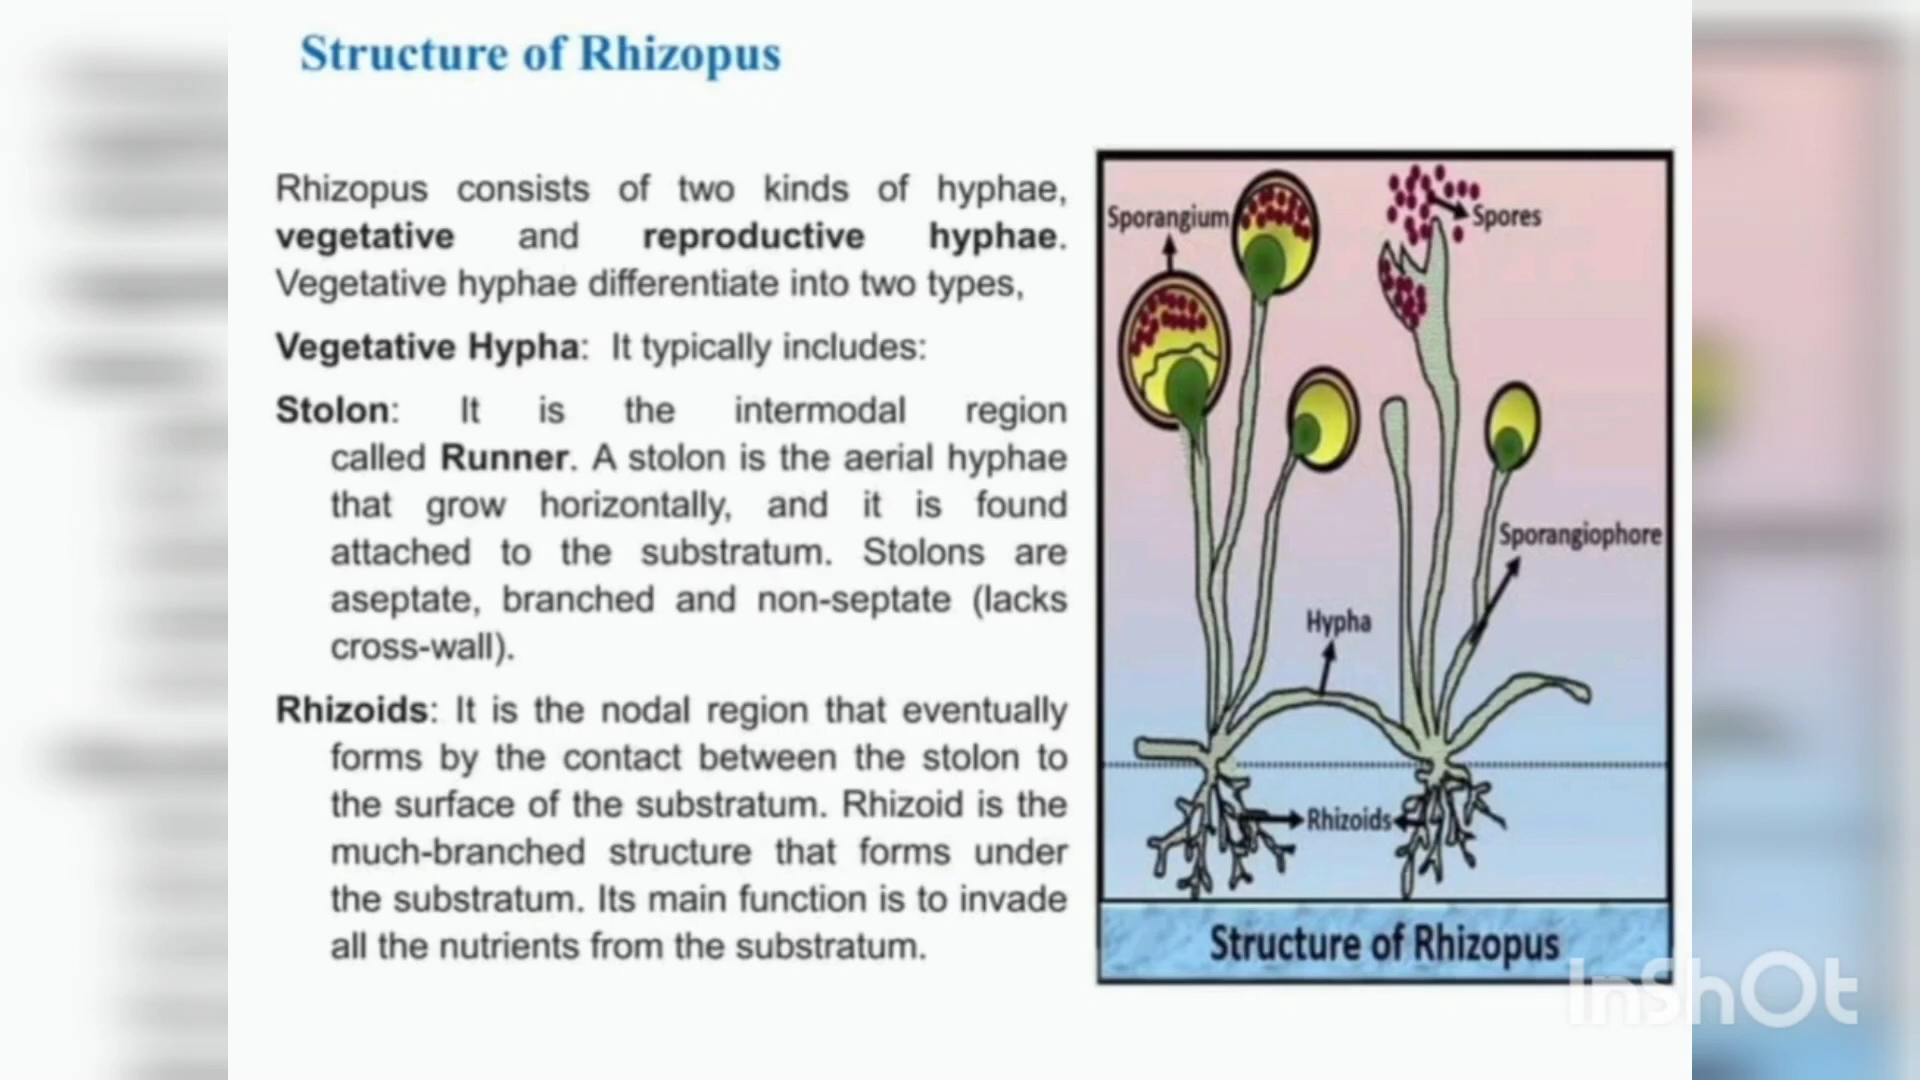 Structure of Rhizopus
Rhizopus consists of two kinds of hyphae,
vegetative and reproductive hyphae.
Vegetative hyphae differentiate into two types,
Vegetative Hypha: It typically includes:
Stolon: It is the intermodal region
called Runner. A stolon is the aerial hyphae
that grow horizontally, and it is found
attached to the substratum. Stolons are
aseptate, branched and non-septate (lacks
cross-wall).
Rhizoids: It is the nodal region that eventually
forms by the contact between the stolon to
the surface of the substratum. Rhizoid is the
much-branched structure that forms under
the substratum. Its main function is to invade
all the nutrients from the substratum.
Sporangium
Spores
Sporangiophore
Hypha
Rhizoids
Structure of Rhizopus
InShOt